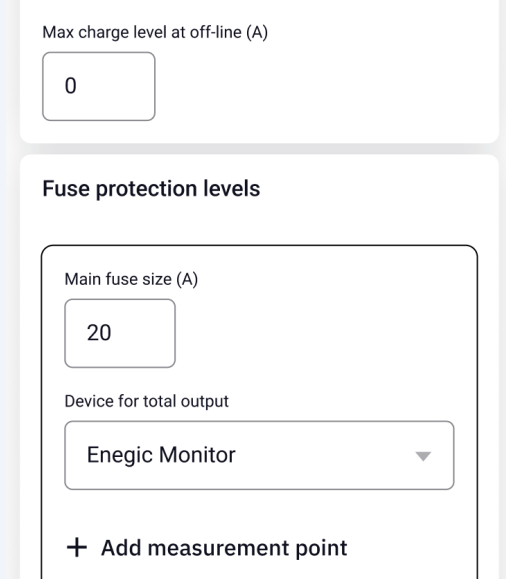 Max charge level at off-line (A)
0
Fuse protection levels
Main fuse size (A)
20
Device for total output
Enegic Monitor
+ Add measurement point